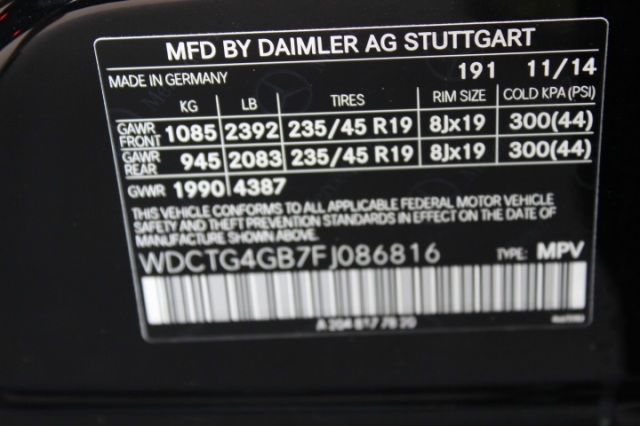 MFD BY DAIMLER AG STUTTGART
MADE IN GERMANY 191 11/14
KG LB TIRES RIM SIZE COLD KPA (PSI)
GAWR FRONT 1085 2392 235/45 R19 8Jx19 300(44)
GAWR REAR 945 2083 235/45 R19 8Jx19 300(44)
GVWR 1990 4387
THIS VEHICLE CONFORMS TO ALL APPLICABLE FEDERAL MOTOR VEHICLE
SAFETY AND THEFT PREVENTION STANDARDS IN EFFECT ON THE DATE OF
MANUFACTURE SHOWN ABOVE.
WDCTG4GB7FJ086816 TYPE: MPV
A 204 817 78 20